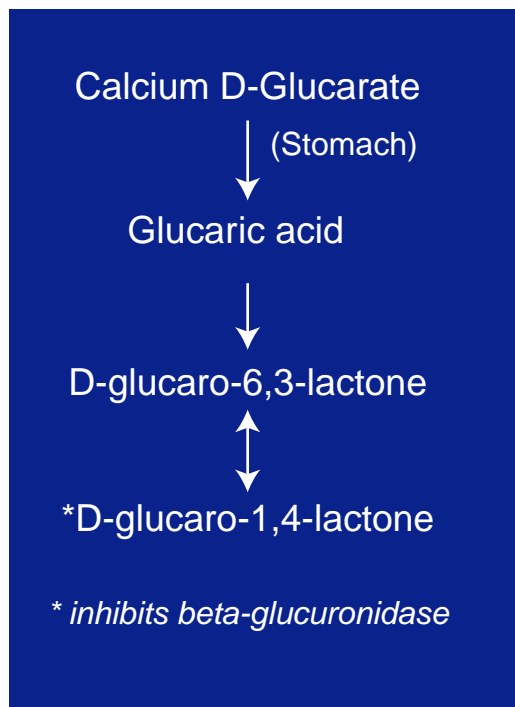 Calcium D-Glucarate
(Stomach)
Glucaric acid
D-glucaro-6,3-lactone
*D-glucaro-1,4-lactone
* inhibits beta-glucuronidase